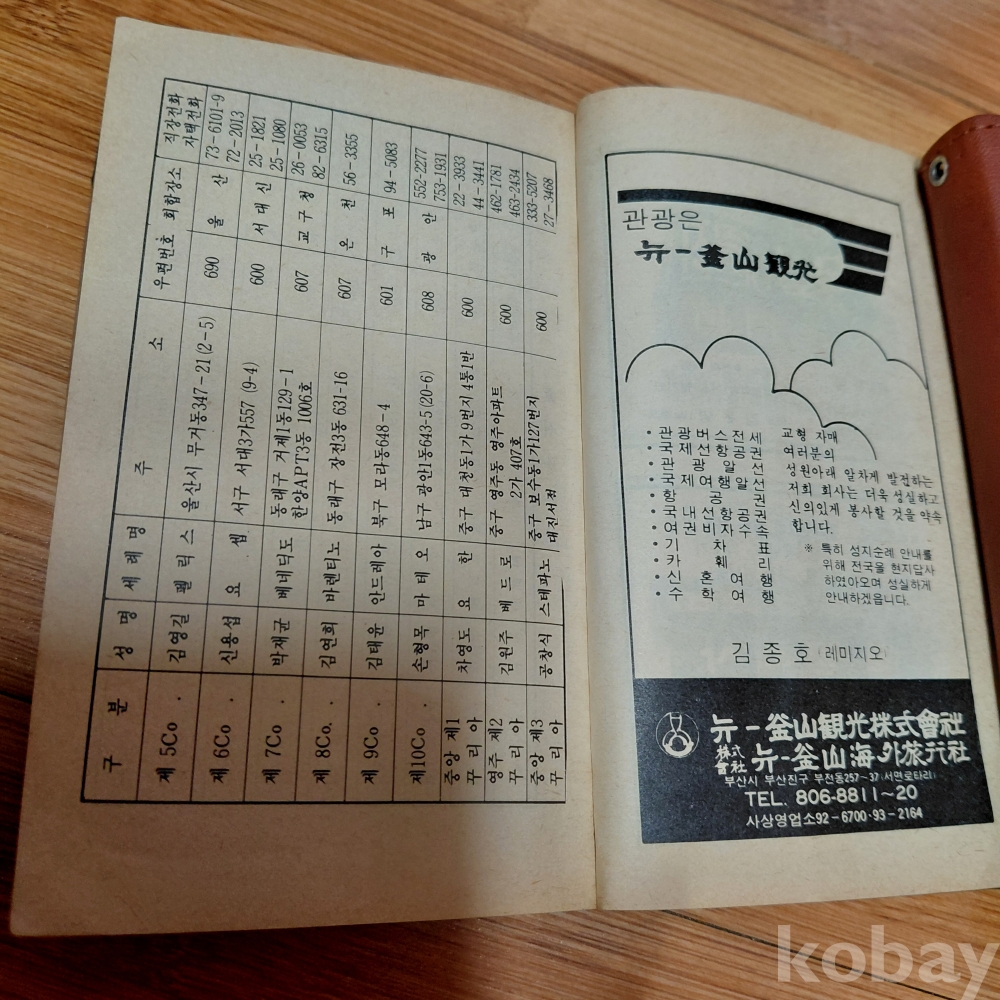 구 분 성 명 세 례 명 주 소 우편번호 회합장소 직장전화 자택전화
제 5Co . 김영길 펠 릭 스 울산시 무거동347-21(2-5) 690 울 산 73-6101-9 72-2013
제 6Co . 신용섭 요 셉 서구 서대3가557 (9-4) 600 서 대 신 25-1821 25-1080
제 7Co . 박재균 베네딕도 동래구 거제1동129-1 한양APT3동 1006호 607 교 구 청 26-0053 82-6315
제 8Co. . 김연희 바렌티노 동래구 장전3동 631-16 607 온 천 56-3355
제 9Co . 김태윤 안드레아 북구 모라동648-4 601 구 포 94-5083
제10Co . 손형목 마 태 오 남구 광안1동643-5 (20-6) 608 광 안 552-2277 753-1931
중앙 제1 꾸 리 아 차영도 요 한 중구 대천동1가 9번지 4통1반 600 22-3933 44-3441
영주 제2 꾸 리 아 김원주 베 드 로 중구 영주동 영주아파트 2가 407호 600 462-1781 463-2434
중앙 제3 꾸 리 아 공창식 스테파노 중구 보수동1가127번지 대진서적 600 333-5207 27-3468
관광은
뉴-釜山観光
• 관광버스전세
• 국제선항공권
• 관 광 알 선
• 국제여행알선
• 항 공 권
• 국내선항공권
• 여권비자수속
• 기 차 표
• 카 훼 리
• 신 혼 여 행
• 수 학 여 행
교형 자매
여러분의
성원아래 알차게 발전하는
저희 회사는 더욱 성실하고
신의있게 봉사할 것을 약속
합니다.
※ 특히 성지순례 안내를
위해 전국을 현지답사
하였아오며 성실하게
안내하겠읍니다.
김 종 호 (레미지오)
뉴-釜山観光株式會社
株式會社 뉴-釜山海外旅行社
부산시 부산진구 부전동257-37(서면로타리)
TEL. 806-8811~20
사상영업소92-6700·93-2164
kobay